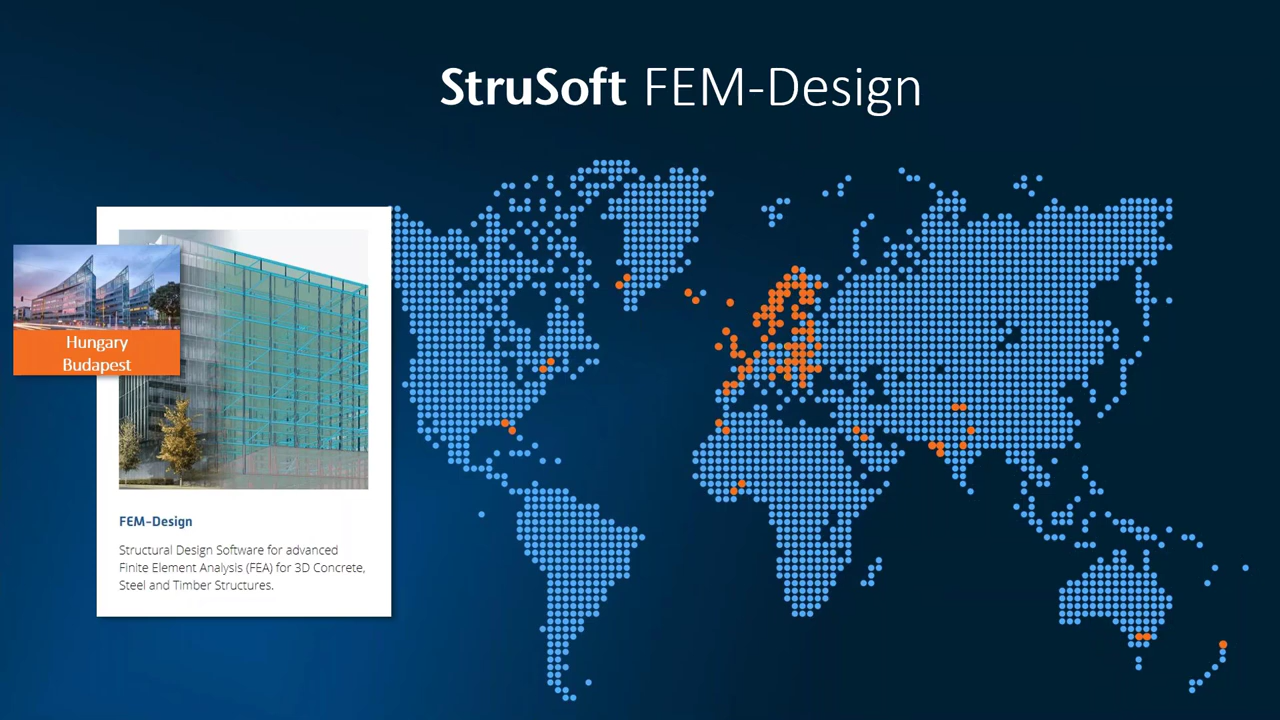 StruSoft FEM-Design
Hungary
Budapest
FEM-Design
Structural Design Software for advanced
Finite Element Analysis (FEA) for 3D Concrete,
Steel and Timber Structures.